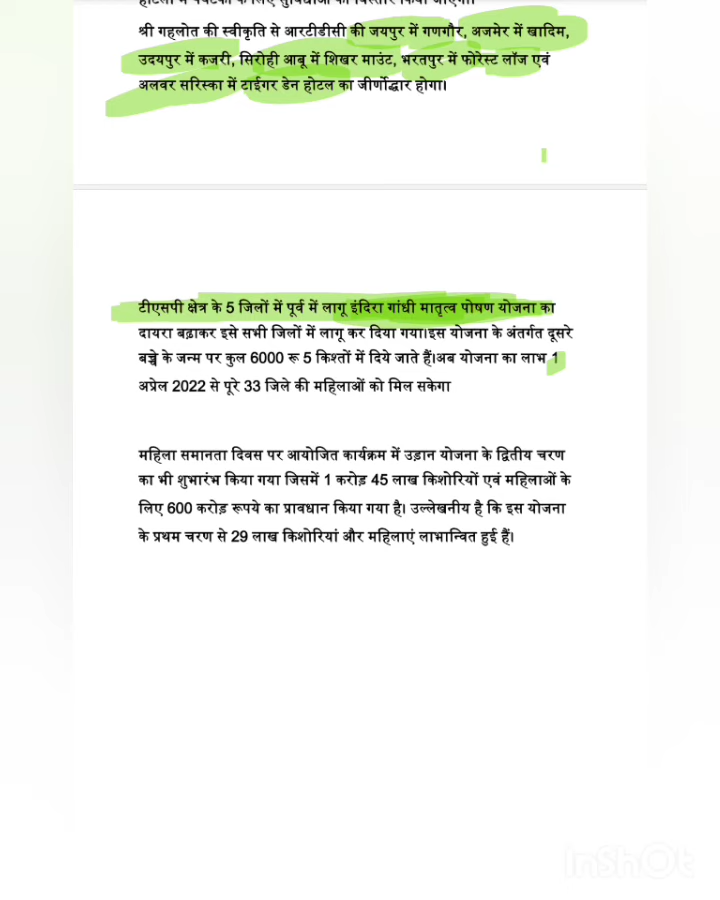 होटलों में पर्यटकों के लिए सुविधाओं का विस्तार किया जाएगा।
श्री गहलोत की स्वीकृति से आरटीडीसी की जयपुर में गणगौर, अजमेर में खादिम,
उदयपुर में कजरी, सिरोही आबू में शिखर माउंट, भरतपुर में फोरेस्ट लॉज एवं
अलवर सरिस्का में टाईगर डेन होटल का जीर्णोद्धार होगा।
टीएसपी क्षेत्र के 5 जिलों में पूर्व में लागू इंदिरा गांधी मातृत्व पोषण योजना का
दायरा बढ़ाकर इसे सभी जिलों में लागू कर दिया गया।इस योजना के अंतर्गत दूसरे
बच्चे के जन्म पर कुल 6000 रू 5 किश्तों में दिये जाते हैं।अब योजना का लाभ 1
अप्रेल 2022 से पूरे 33 जिले की महिलाओं को मिल सकेगा
महिला समानता दिवस पर आयोजित कार्यक्रम में उड़ान योजना के द्वितीय चरण
का भी शुभारंभ किया गया जिसमें 1 करोड़ 45 लाख किशोरियों एवं महिलाओं के
लिए 600 करोड़ रूपये का प्रावधान किया गया है। उल्लेखनीय है कि इस योजना
के प्रथम चरण से 29 लाख किशोरियां और महिलाएं लाभान्वित हुई हैं।
InShOt